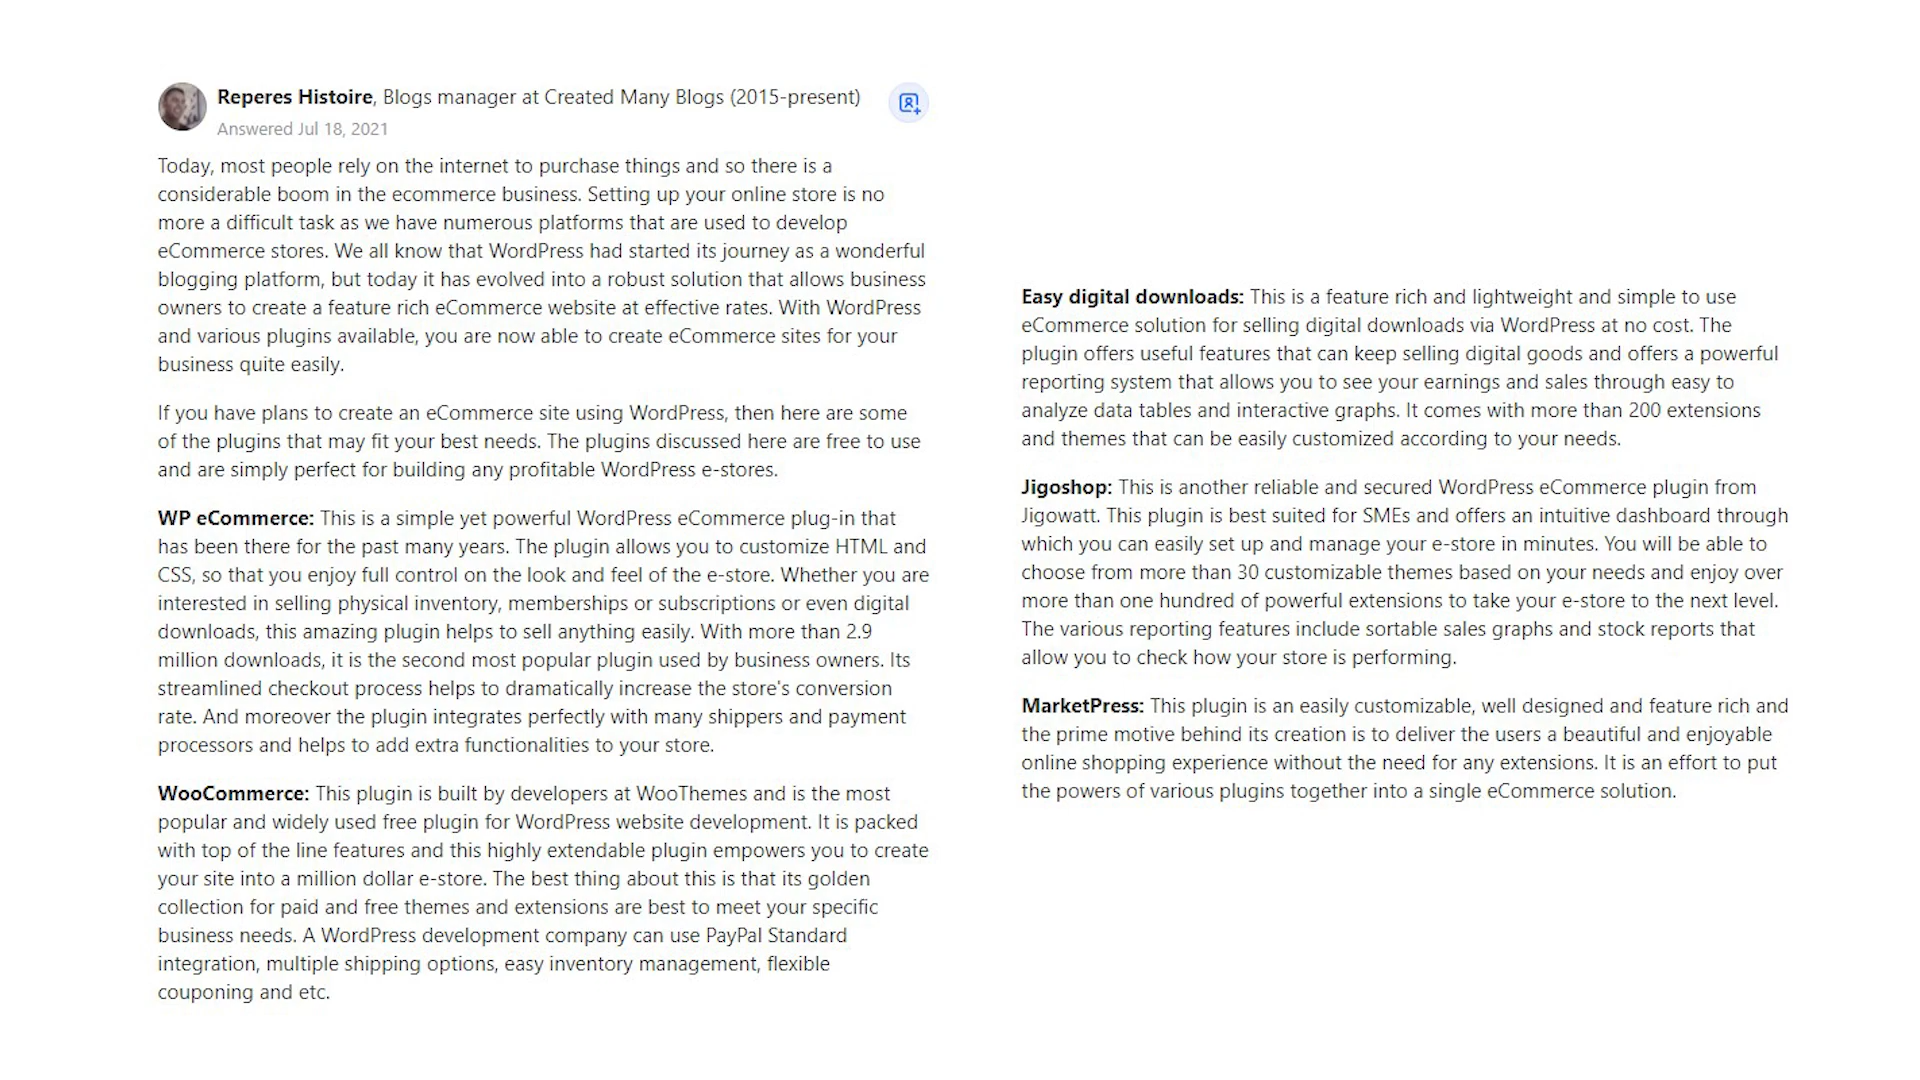 Reperes Histoire, Blogs manager at Created Many Blogs (2015-present)
Answered Jul 18, 2021
Today, most people rely on the internet to purchase things and so there is a
considerable boom in the ecommerce business. Setting up your online store is no
more a difficult task as we have numerous platforms that are used to develop
eCommerce stores. We all know that WordPress had started its journey as a wonderful
blogging platform, but today it has evolved into a robust solution that allows business
owners to create a feature rich eCommerce website at effective rates. With WordPress
and various plugins available, you are now able to create eCommerce sites for your
business quite easily.
If you have plans to create an eCommerce site using WordPress, then here are some
of the plugins that may fit your best needs. The plugins discussed here are free to use
and are simply perfect for building any profitable WordPress e-stores.
WP eCommerce: This is a simple yet powerful WordPress eCommerce plug-in that
has been there for the past many years. The plugin allows you to customize HTML and
CSS, so that you enjoy full control on the look and feel of the e-store. Whether you are
interested in selling physical inventory, memberships or subscriptions or even digital
downloads, this amazing plugin helps to sell anything easily. With more than 2.9
million downloads, it is the second most popular plugin used by business owners. Its
streamlined checkout process helps to dramatically increase the store's conversion
rate. And moreover the plugin integrates perfectly with many shippers and payment
processors and helps to add extra functionalities to your store.
WooCommerce: This plugin is built by developers at WooThemes and is the most
popular and widely used free plugin for WordPress website development. It is packed
with top of the line features and this highly extendable plugin empowers you to create
your site into a million dollar e-store. The best thing about this is that its golden
collection for paid and free themes and extensions are best to meet your specific
business needs. A WordPress development company can use PayPal Standard
integration, multiple shipping options, easy inventory management, flexible
couponing and etc.
Easy digital downloads: This is a feature rich and lightweight and simple to use
eCommerce solution for selling digital downloads via WordPress at no cost. The
plugin offers useful features that can keep selling digital goods and offers a powerful
reporting system that allows you to see your earnings and sales through easy to
analyze data tables and interactive graphs. It comes with more than 200 extensions
and themes that can be easily customized according to your needs.
Jigoshop: This is another reliable and secured WordPress eCommerce plugin from
Jigowatt. This plugin is best suited for SMEs and offers an intuitive dashboard through
which you can easily set up and manage your e-store in minutes. You will be able to
choose from more than 30 customizable themes based on your needs and enjoy over
more than one hundred of powerful extensions to take your e-store to the next level.
The various reporting features include sortable sales graphs and stock reports that
allow you to check how your store is performing.
MarketPress: This plugin is an easily customizable, well designed and feature rich and
the prime motive behind its creation is to deliver the users a beautiful and enjoyable
online shopping experience without the need for any extensions. It is an effort to put
the powers of various plugins together into a single eCommerce solution.